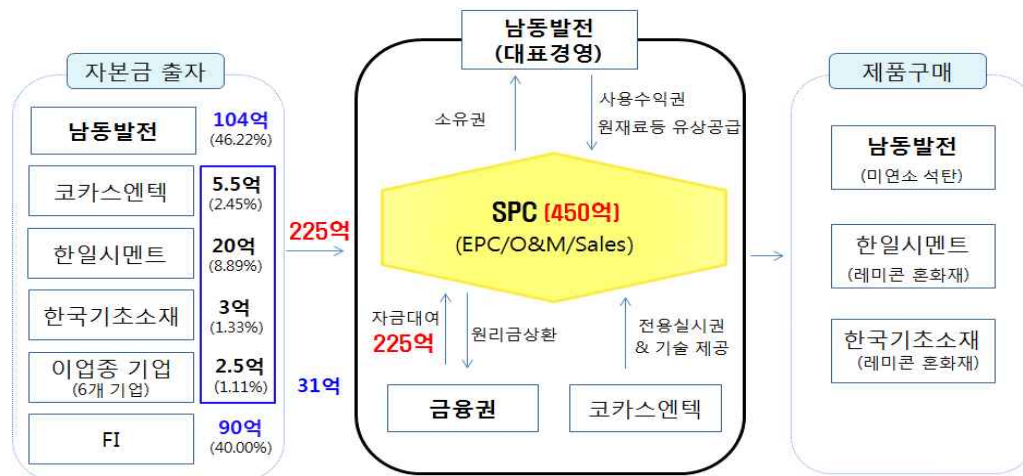 자본금 출자
남동발전
104억
(46.22%)
코카스엔텍
5.5억
(2.45%)
한일시멘트
20억
(8.89%)
한국기초소재
3억
(1.33%)
이업종 기업
(6개 기업)
2.5억
(1.11%)
FI
90억
(40.00%)
31억
225억
남동발전
(대표경영)
소유권
사용수익권
원재료등 유상공급
SPC (450억)
(EPC/O&M/Sales)
자금대여
225억
원리금상환
전용실시권
& 기술 제공
금융권
코카스엔텍
제품구매
남동발전
(미연소 석탄)
한일시멘트
(레미콘 혼화재)
한국기초소재
(레미콘 혼화재)